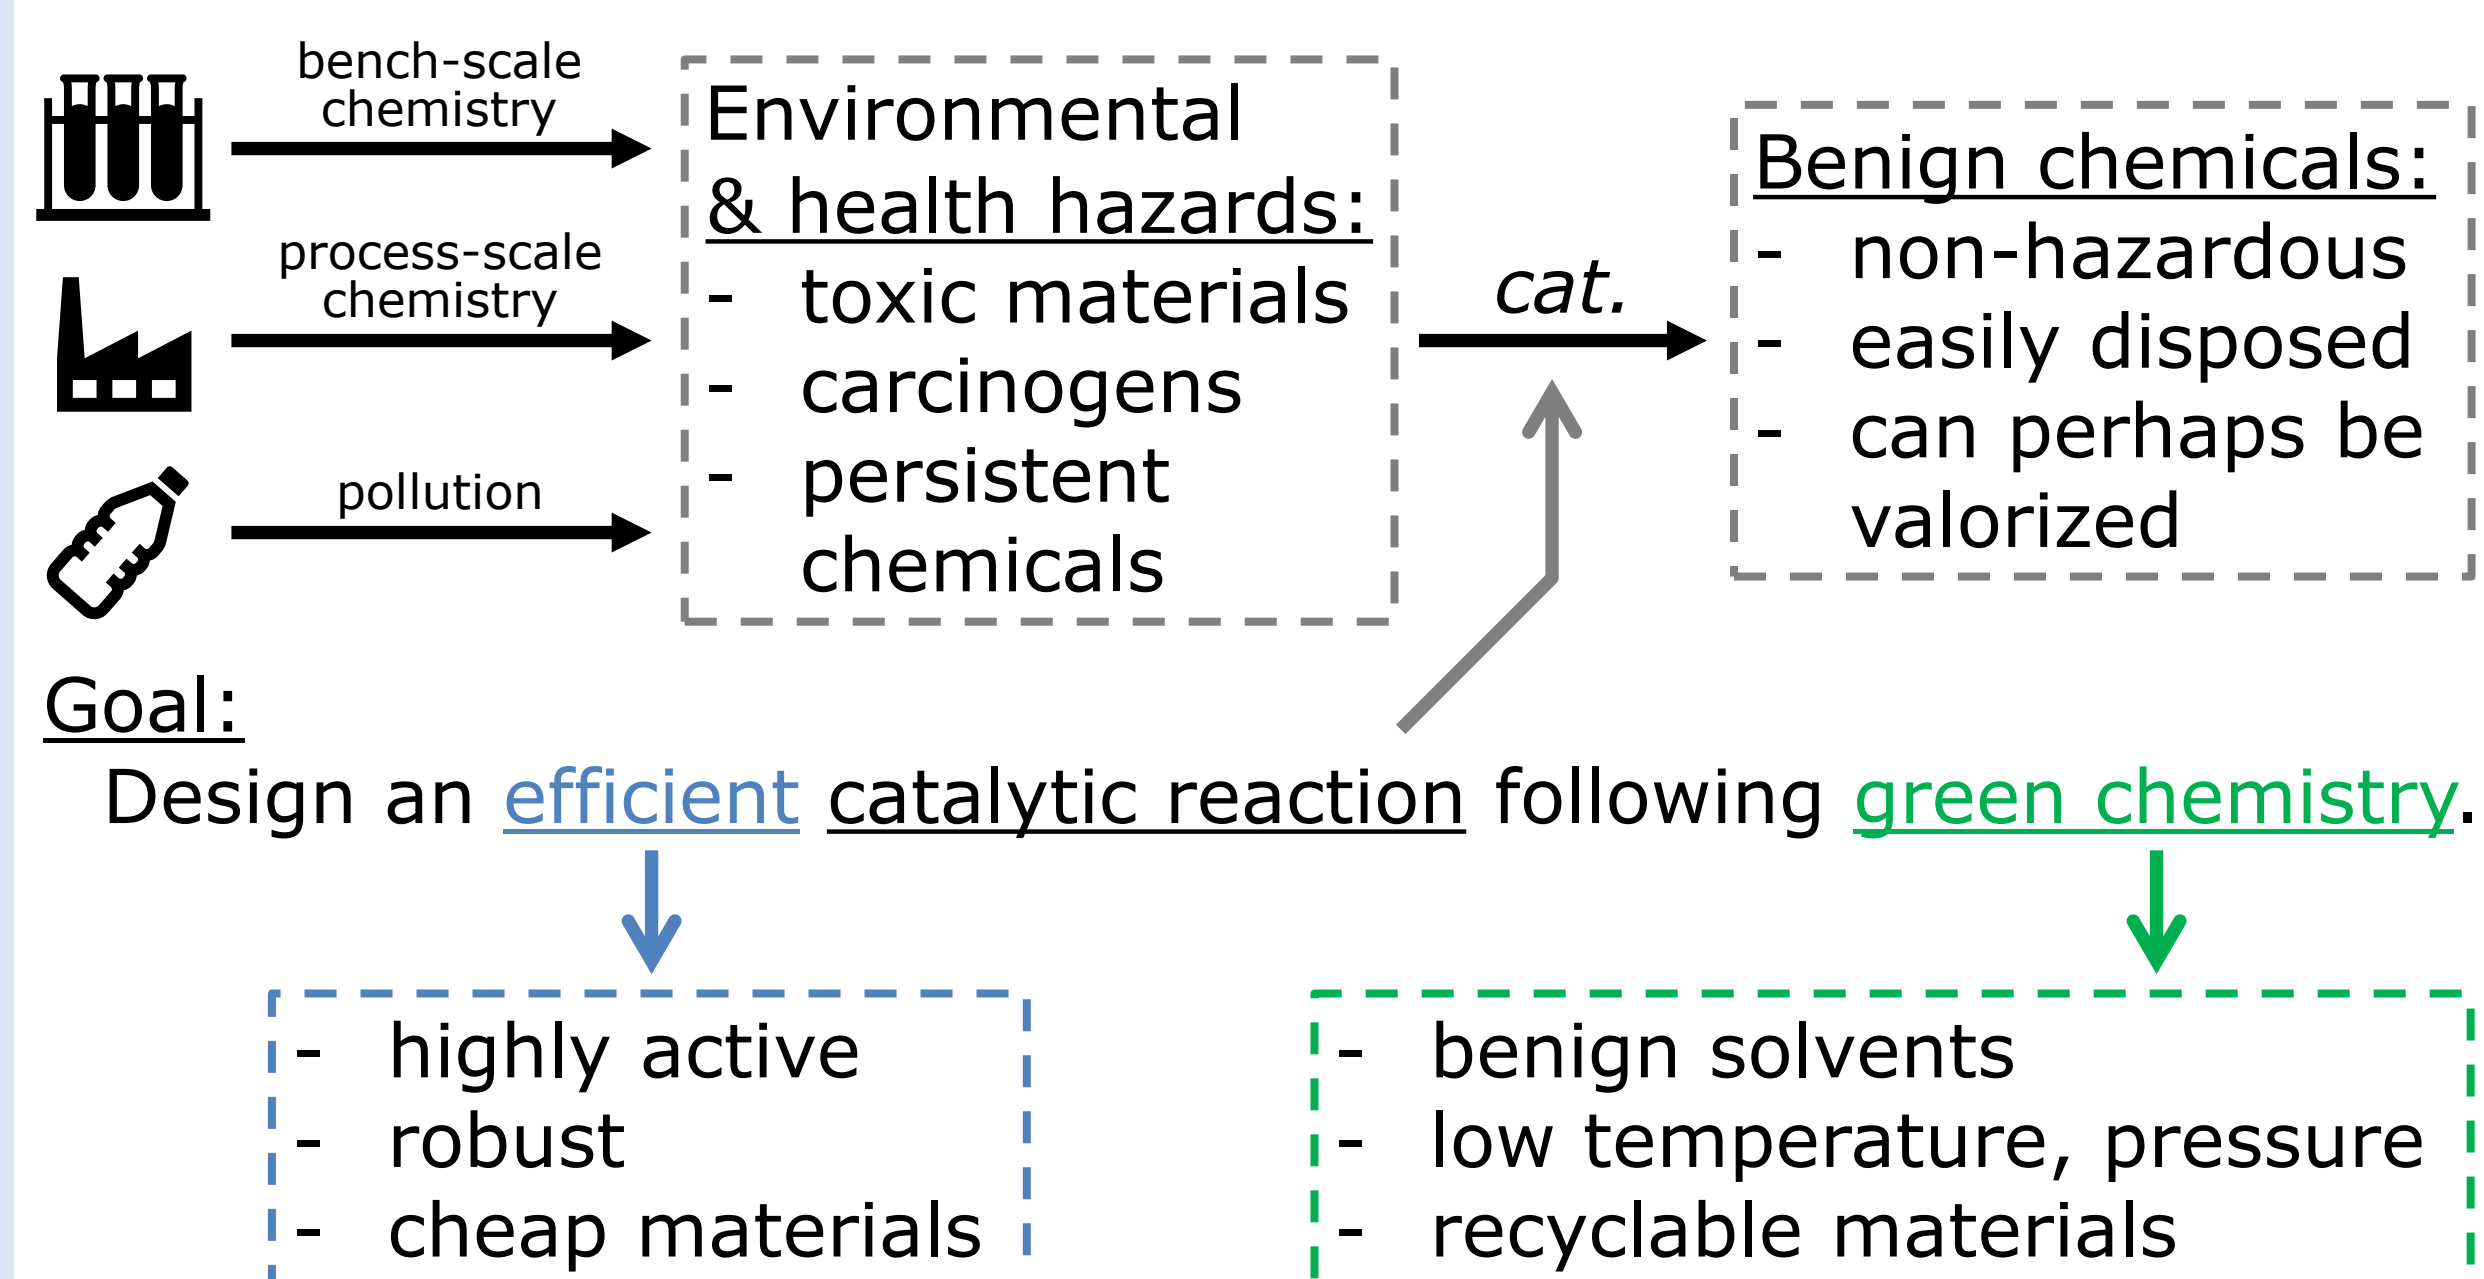 bench-scale
chemistry
process-scale
chemistry
pollution
Environmental
& health hazards:
- toxic materials
- carcinogens
- persistent
chemicals
cat.
Benign chemicals:
- non-hazardous
- easily disposed
- can perhaps be
valorized
Goal:
Design an efficient catalytic reaction following green chemistry.
- highly active
- robust
- cheap materials
- benign solvents
- low temperature, pressure
- recyclable materials